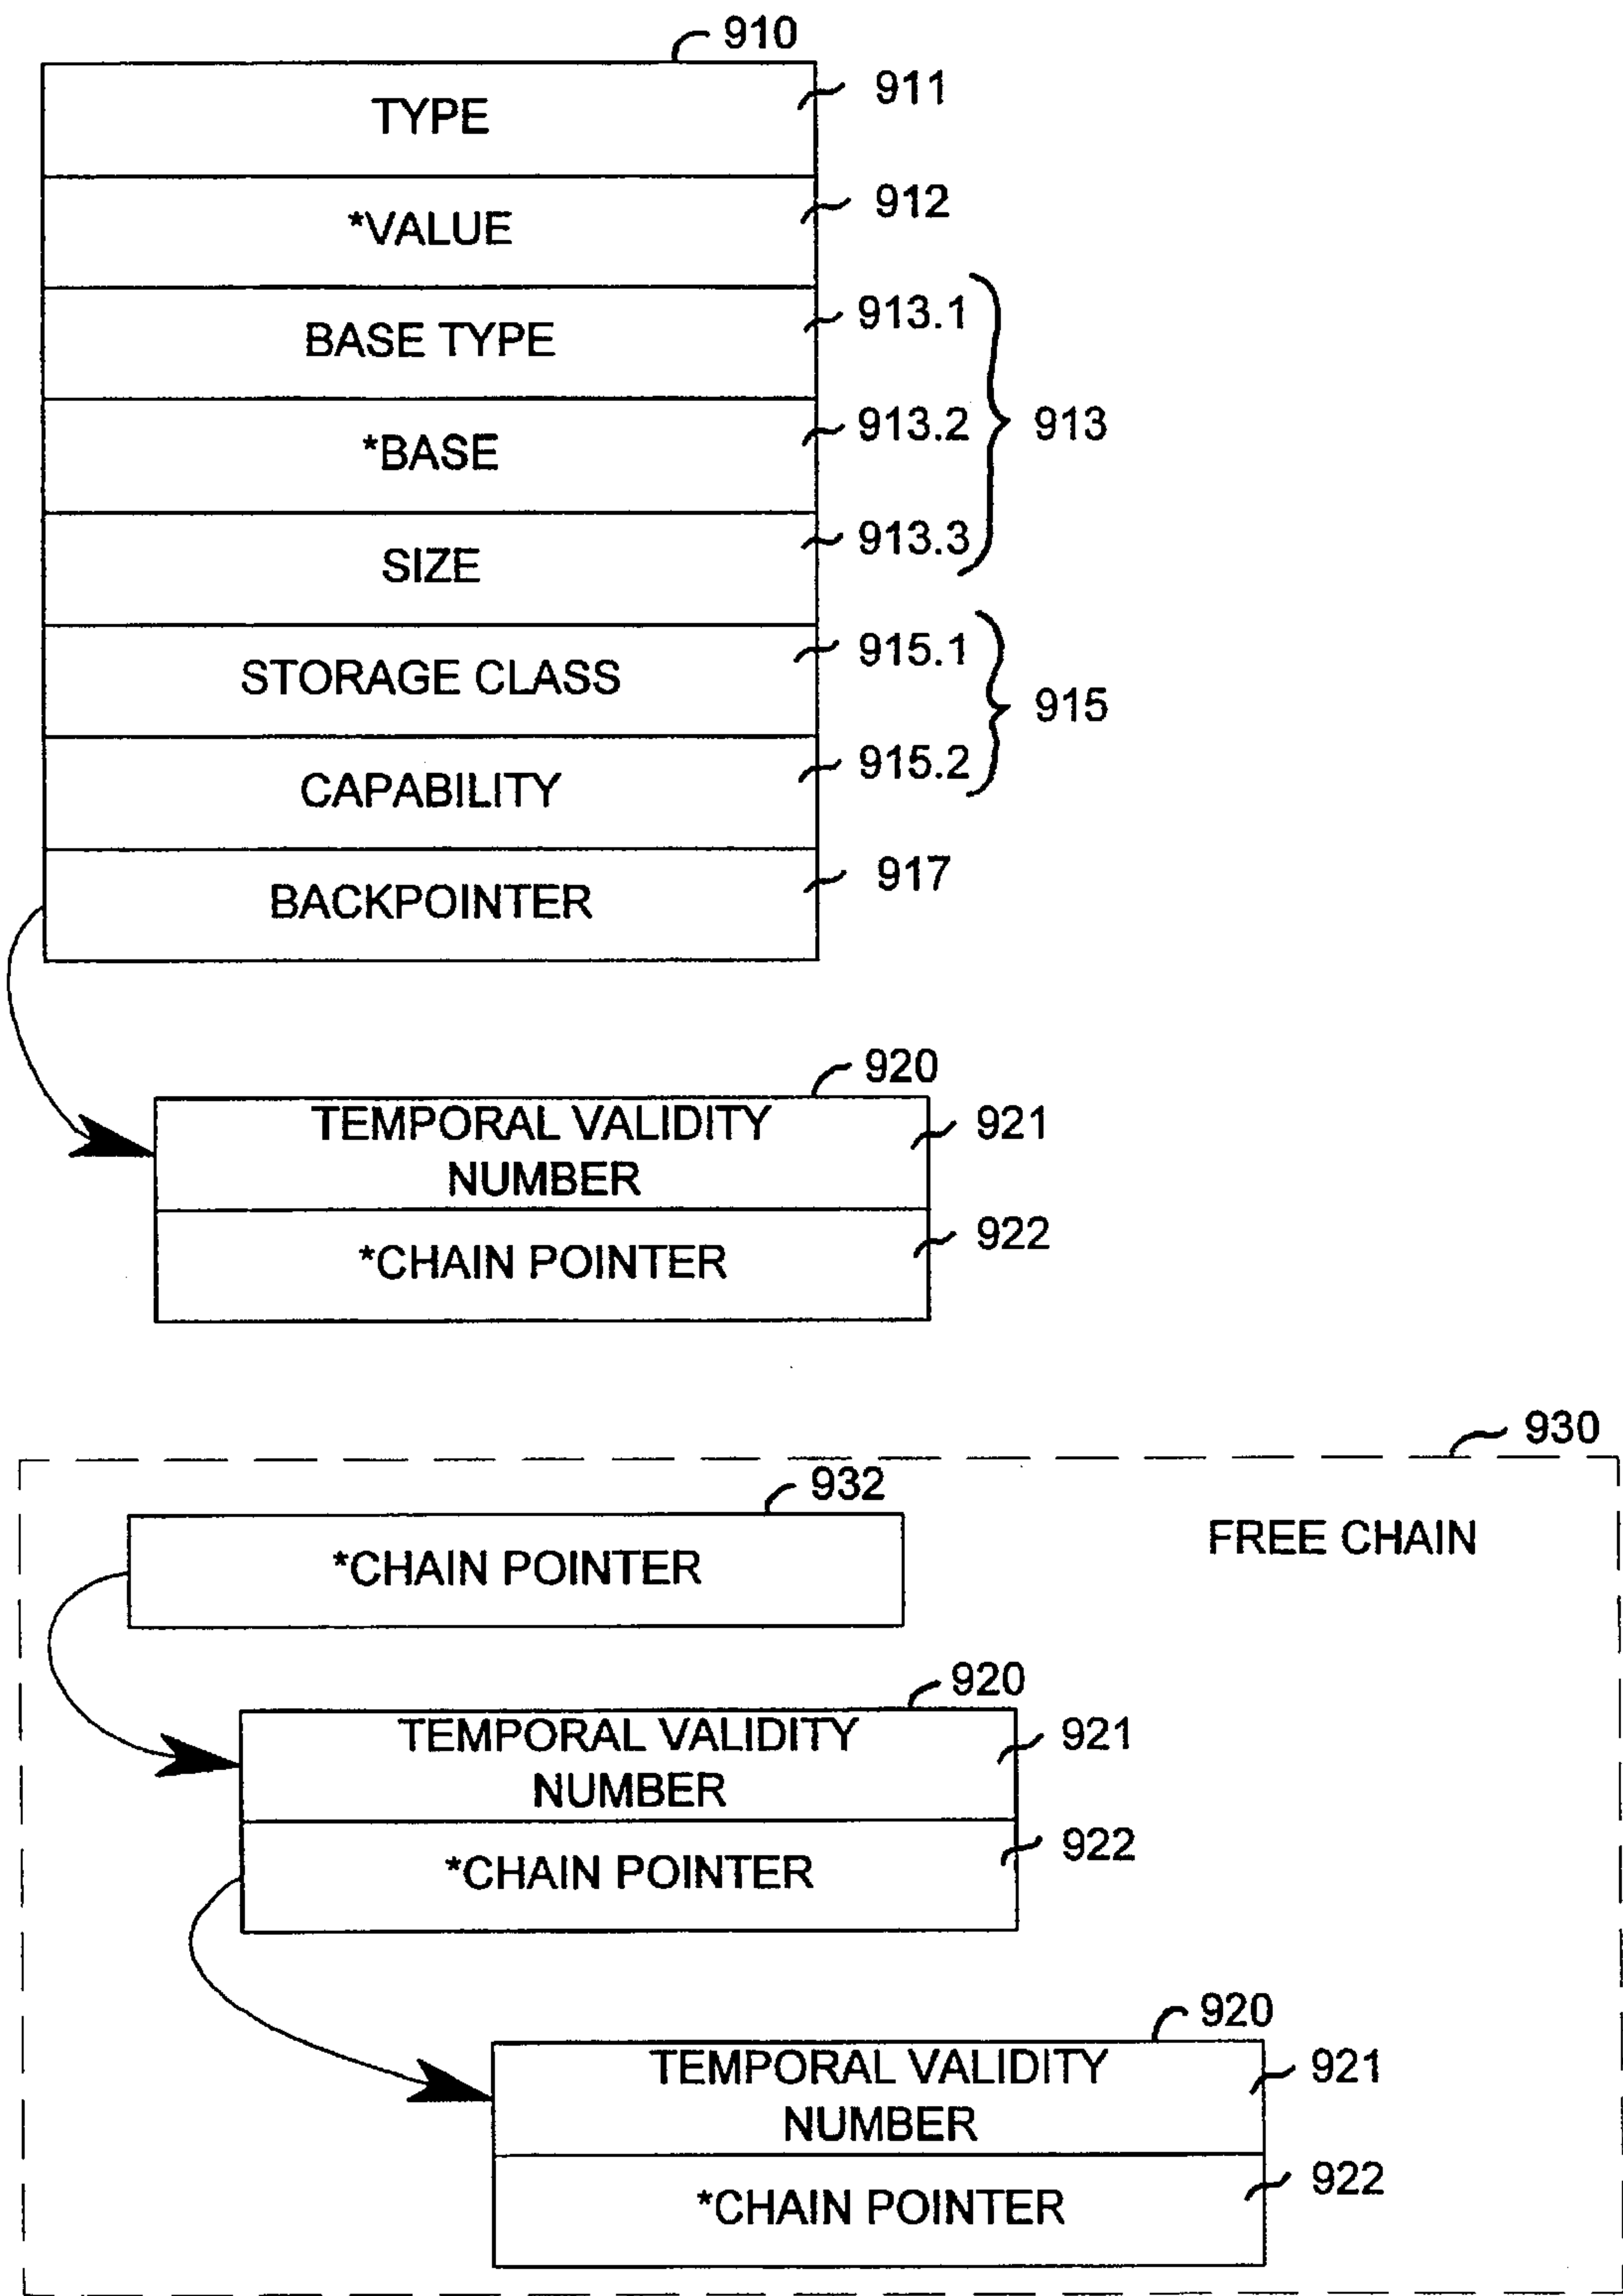 910
TYPE
911
*VALUE
912
BASE TYPE
913.1
*BASE
913.2
913
SIZE
913.3
STORAGE CLASS
915.1
915
CAPABILITY
915.2
BACKPOINTER
917
920
TEMPORAL VALIDITY
NUMBER
921
*CHAIN POINTER
922
930
932
*CHAIN POINTER
FREE CHAIN
920
TEMPORAL VALIDITY
NUMBER
921
*CHAIN POINTER
922
920
TEMPORAL VALIDITY
NUMBER
921
*CHAIN POINTER
922